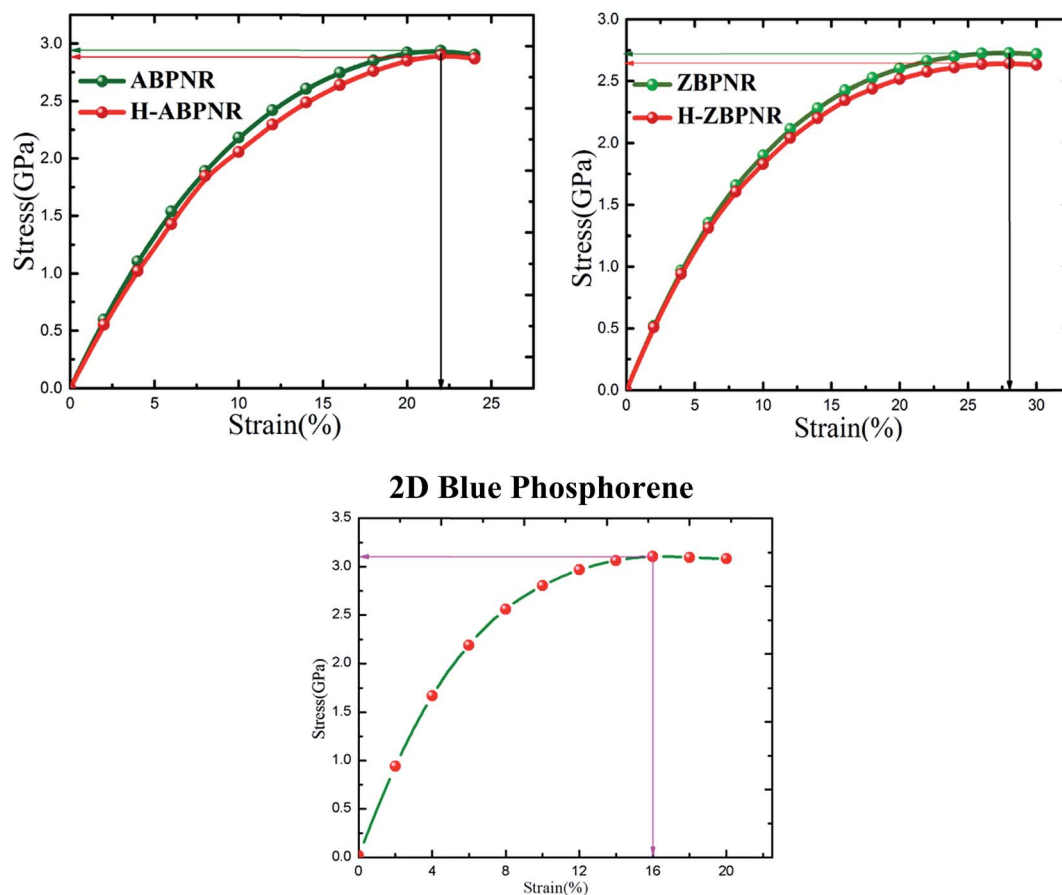 3.0
2.5
2.0
1.5
1.0
0.5
0.0
Stress(GPa)
ABPNR
H-ABPNR
0 5 10 15 20 25
Strain(%)
3.0
2.5
2.0
1.5
1.0
0.5
0.0
Stress(GPa)
ZBPNR
H-ZBPNR
0 5 10 15 20 25 30
Strain(%)
2D Blue Phosphorene
3.5
3.0
2.5
2.0
1.5
1.0
0.5
0.0
Stress(GPa)
0 4 8 12 16 20
Strain(%)